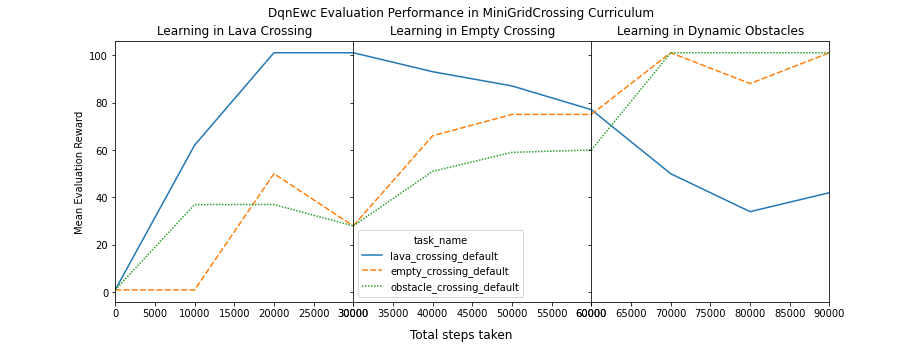 DqnEwc Evaluation Performance in MiniGridCrossing Curriculum
Learning in Lava Crossing
Learning in Empty Crossing
Learning in Dynamic Obstacles
Mean Evaluation Reward
100
80
60
40
20
0
task_name
lava_crossing_default
empty_crossing_default
obstacle_crossing_default
0 5000 10000 15000 20000 25000 30000
30000 35000 40000 45000 50000 55000 60000
60000 65000 70000 75000 80000 85000 90000
Total steps taken